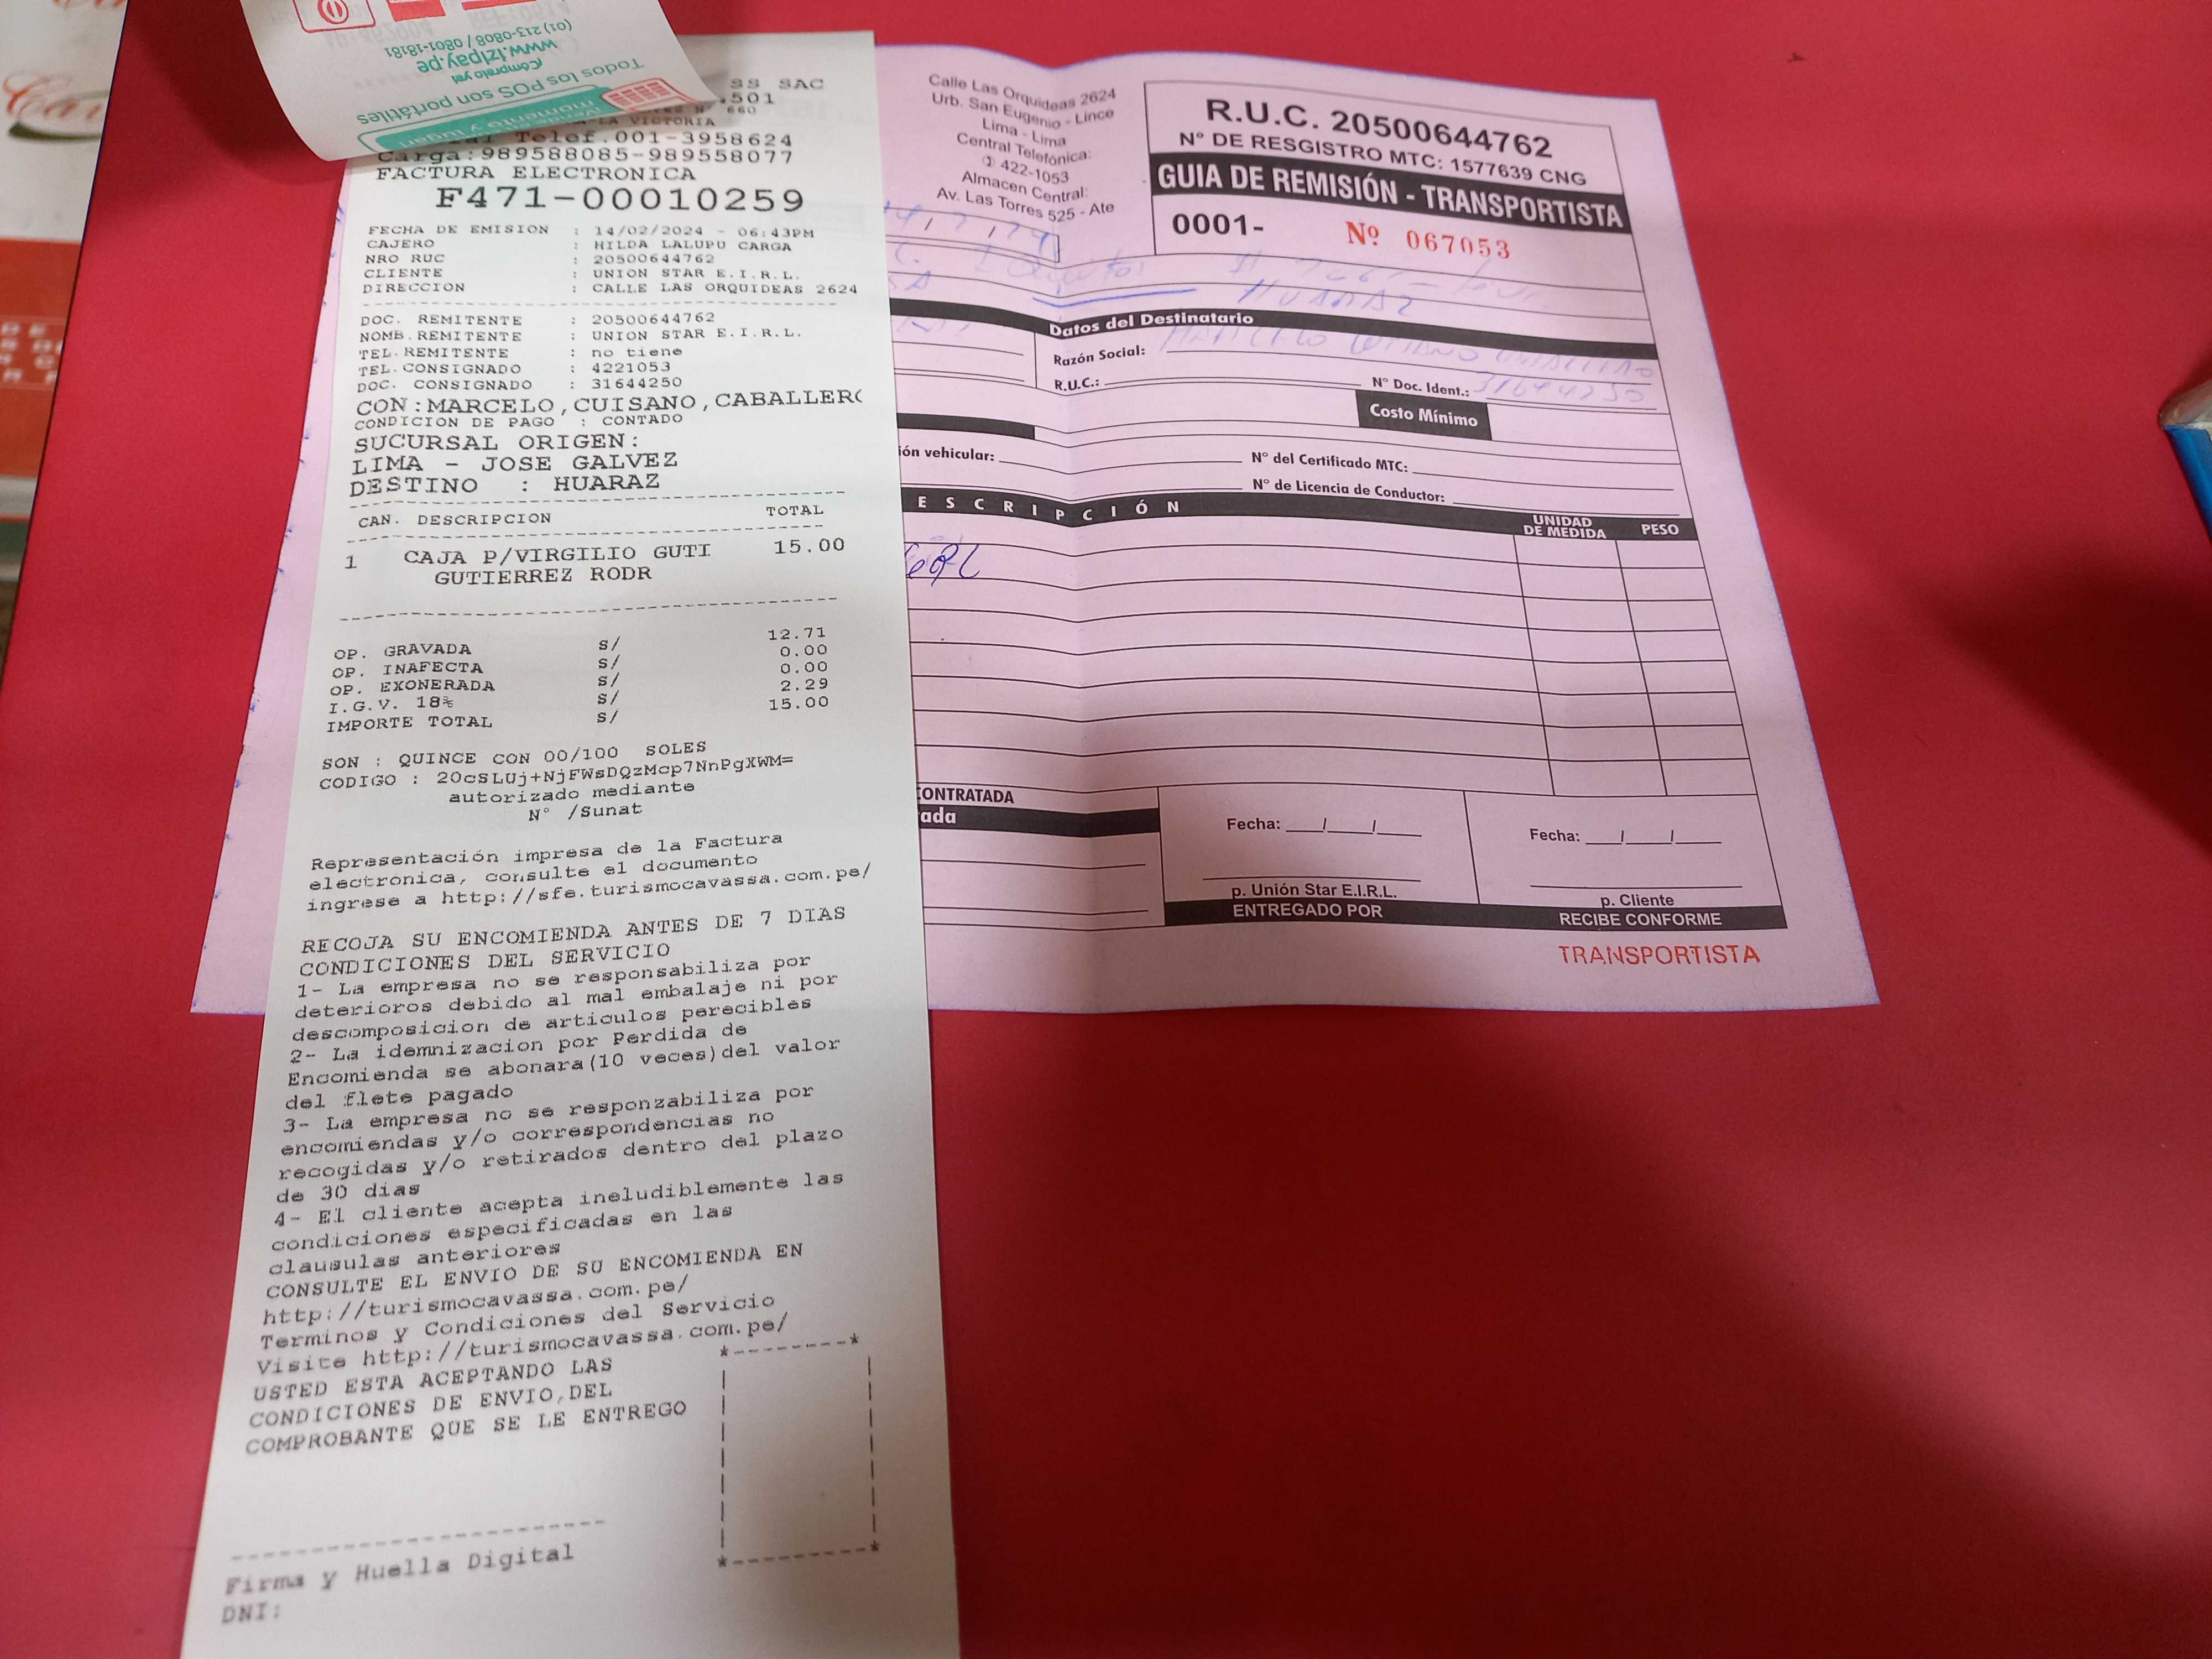 Todos los POS son portátiles
¡Cómpralo ya!
www.izipay.pe
(01) 213-0808 / 0801-18181
SS SAC
.501
660
LA VICTORIA
Telef.001-3958624
Carga:989588085-989558077
FACTURA ELECTRONICA
F471-00010259
FECHA DE EMISION : 14/02/2024 - 06:43PM
CAJERO : HILDA LALUPU CARGA
NRO RUC : 20500644762
CLIENTE : UNION STAR E.I.R.L.
DIRECCION : CALLE LAS ORQUIDEAS 2624
DOC. REMITENTE : 20500644762
NOMB.REMITENTE : UNION STAR E.I.R.L.
TEL.REMITENTE : no tiene
TEL.CONSIGNADO : 4221053
DOC. CONSIGNADO : 31644250
CON:MARCELO,CUISANO,CABALLERO
CONDICION DE PAGO : CONTADO
SUCURSAL ORIGEN:
LIMA - JOSE GALVEZ
DESTINO : HUARAZ
CAN. DESCRIPCION TOTAL
1 CAJA P/VIRGILIO GUTI 15.00
GUTIERREZ RODR
OP. GRAVADA S/ 12.71
OP. INAFECTA S/ 0.00
OP. EXONERADA S/ 0.00
I.G.V. 18% S/ 2.29
IMPORTE TOTAL S/ 15.00
SON : QUINCE CON 00/100 SOLES
CODIGO : 20cSLUj+NjFWsDQzMcp7NnPgXWM=
autorizado mediante
N° /Sunat
Representación impresa de la Factura
electrónica, consulte el documento
ingrese a http://sfe.turismocavassa.com.pe/
RECOJA SU ENCOMIENDA ANTES DE 7 DIAS
CONDICIONES DEL SERVICIO
1- La empresa no se responsabiliza por
deterioros debido al mal embalaje ni por
descomposicion de articulos perecibles
2- La idemnizacion por Perdida de
Encomienda se abonara(10 veces)del valor
del flete pagado
3- La empresa no se responzabiliza por
encomiendas y/o correspondencias no
recogidas y/o retirados dentro del plazo
de 30 dias
4- El cliente acepta ineludiblemente las
condiciones especificadas en las
clausulas anteriores
CONSULTE EL ENVIO DE SU ENCOMIENDA EN
http://turismocavassa.com.pe/
Terminos y Condiciones del Servicio
Visite http://turismocavassa.com.pe/
USTED ESTA ACEPTANDO LAS
CONDICIONES DE ENVIO,DEL
COMPROBANTE QUE SE LE ENTREGO
Firma y Huella Digital
DNI:
Calle Las Orquideas 2624
Urb. San Eugenio - Lince
Lima - Lima
Central Telefónica:
422-1053
Almacen Central:
Av. Las Torres 525 - Ate
R.U.C. 20500644762
N° DE RESGISTRO MTC: 1577639 CNG
GUIA DE REMISIÓN - TRANSPORTISTA
0001- Nº 067053
HUARAZ
Datos del Destinatario
Razón Social: MARCELO
R.U.C.: N° Doc. Ident.: 31644250
Costo Mínimo
ión vehicular: N° del Certificado MTC:
N° de Licencia de Conductor:
ESCRIPCIÓN UNIDAD DE MEDIDA PESO
CONTRATADA
ada
Fecha: __/__/__
p. Unión Star E.I.R.L.
ENTREGADO POR
Fecha: __/__/__
p. Cliente
RECIBE CONFORME
TRANSPORTISTA